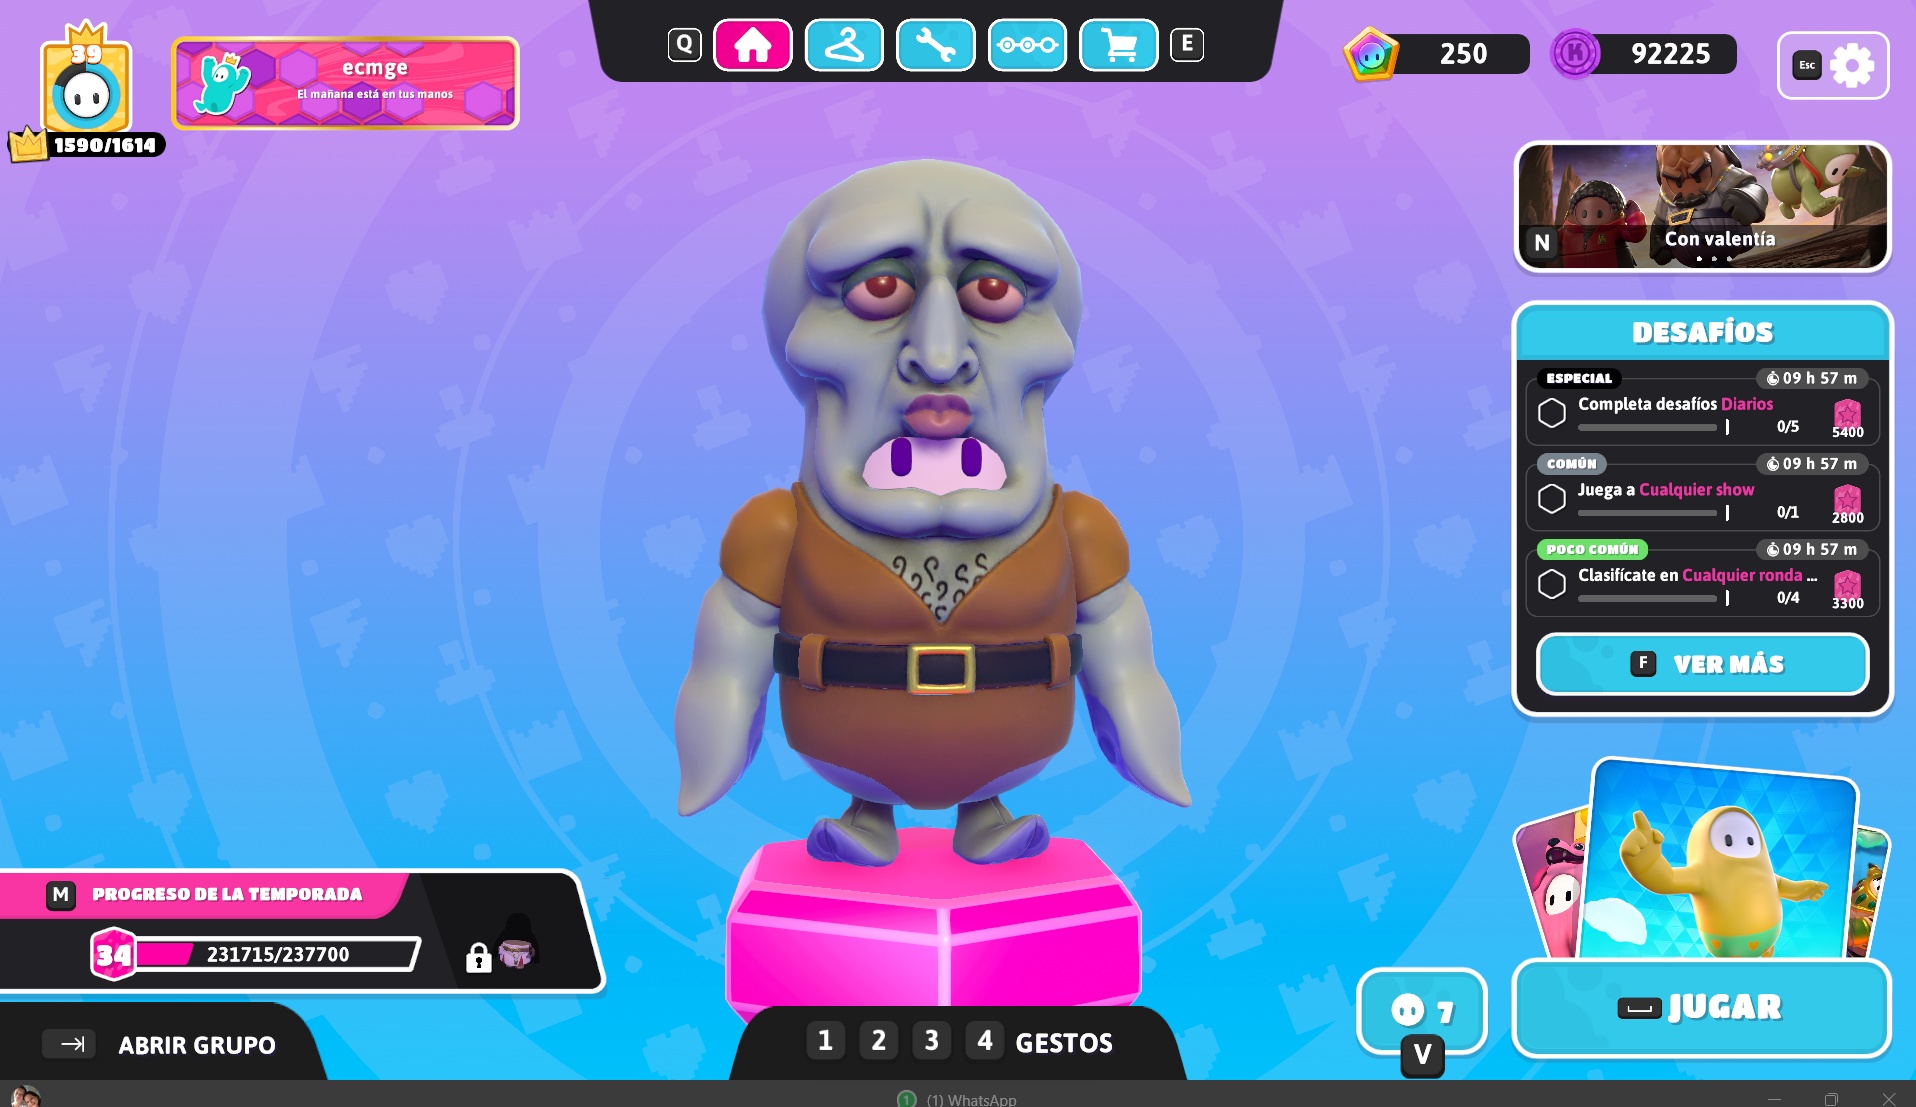 39
1590/1614
ecmge
El mañana está en tus manos
Q
E
250
K
92225
Esc
N
Con valentía
DESAFÍOS
ESPECIAL
09 h 57 m
Completa desafíos Diarios
0/5
5400
COMÚN
09 h 57 m
Juega a Cualquier show
0/1
2800
POCO COMÚN
09 h 57 m
Clasifícate en Cualquier ronda ...
0/4
3300
F VER MÁS
M PROGRESO DE LA TEMPORADA
34
231715/237700
ABRIR GRUPO
1 2 3 4 GESTOS
7
V
JUGAR
1 (1) WhatsApp